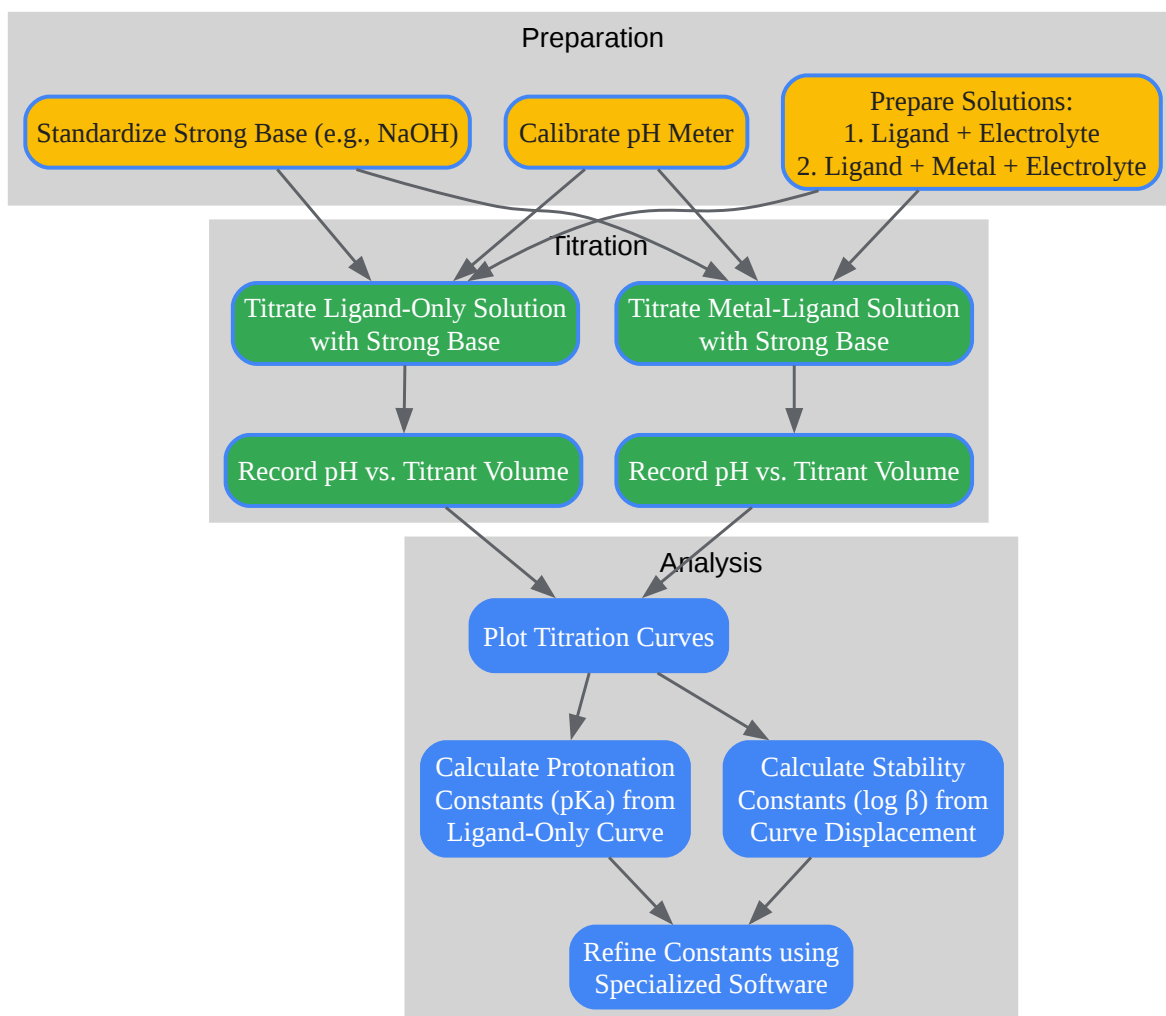 Preparation
Standardize Strong Base (e.g., NaOH)
Calibrate pH Meter
Prepare Solutions:
1. Ligand + Electrolyte
2. Ligand + Metal + Electrolyte
Titration
Titrate Ligand-Only Solution
with Strong Base
Titrate Metal-Ligand Solution
with Strong Base
Record pH vs. Titrant Volume
Record pH vs. Titrant Volume
Analysis
Plot Titration Curves
Calculate Protonation
Constants (pKa) from
Ligand-Only Curve
Calculate Stability
Constants (log β) from
Curve Displacement
Refine Constants using
Specialized Software